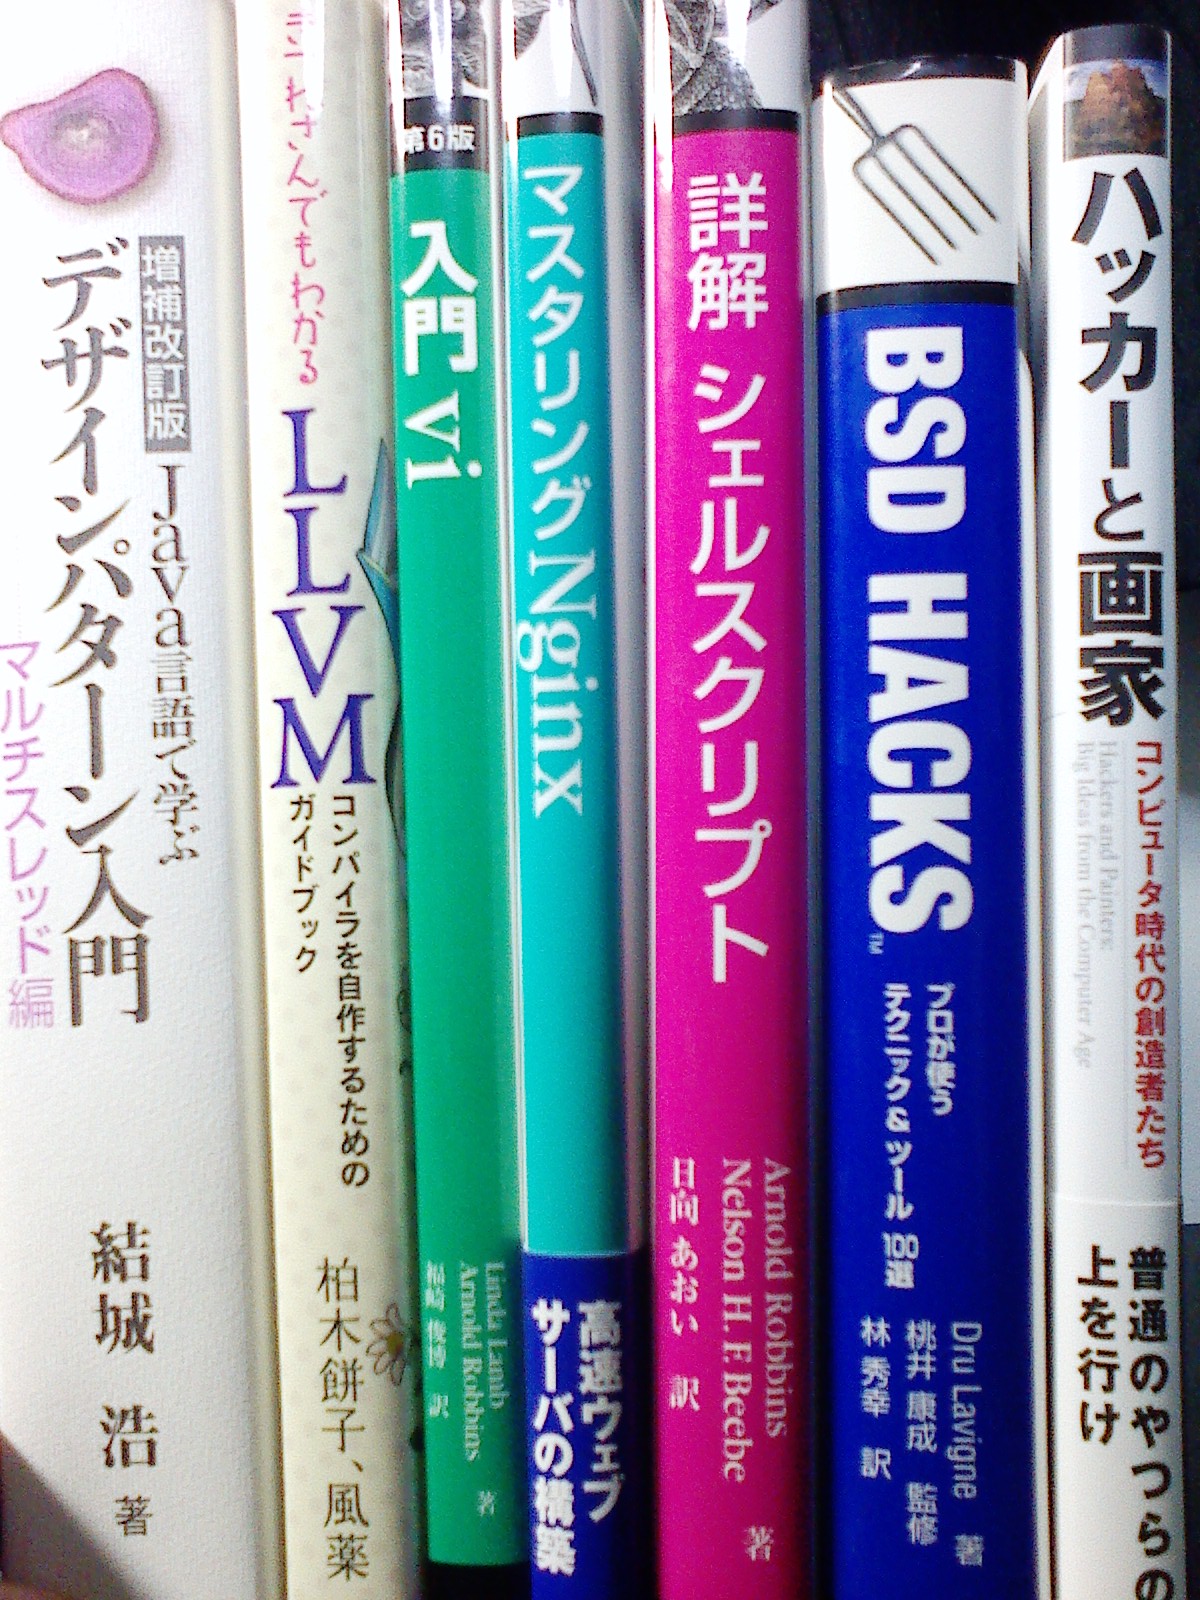 増補改訂版
Java言語で学ぶ
デザインパターン入門
マルチスレッド編
結城 浩 著
きつねさんでもわかる
LLVM
コンパイラを自作するための
ガイドブック
柏木餅子、風薬
第6版
入門 vi
Linda Lamb
Arnold Robbins 著
福崎 俊博 訳
マスタリングNginx
高速ウェブ
サーバの構築
詳解 シェルスクリプト
Arnold Robbins
Nelson H. F. Beebe 著
日向 あおい 訳
BSD HACKS™
プロが使う
テクニック&ツール 100選
Dru Lavigne 著
桃井 康成 監修
林 秀幸 訳
ハッカーと画家
コンピュータ時代の創造者たち
Hackers and Painters:
Big Ideas from the Computer Age
普通のやつらの
上を行け